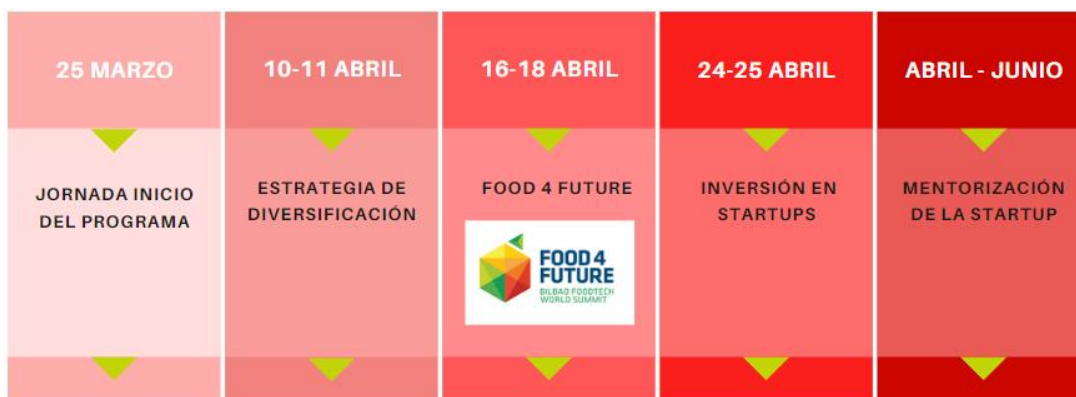 25 MARZO
10-11 ABRIL
16-18 ABRIL
24-25 ABRIL
ABRIL - JUNIO
JORNADA INICIO
DEL PROGRAMA
ESTRATEGIA DE
DIVERSIFICACIÓN
FOOD 4 FUTURE
FOOD 4
FUTURE
BILBAO FOODTECH
WORLD SUMMIT
INVERSIÓN EN
STARTUPS
MENTORIZACIÓN
DE LA STARTUP